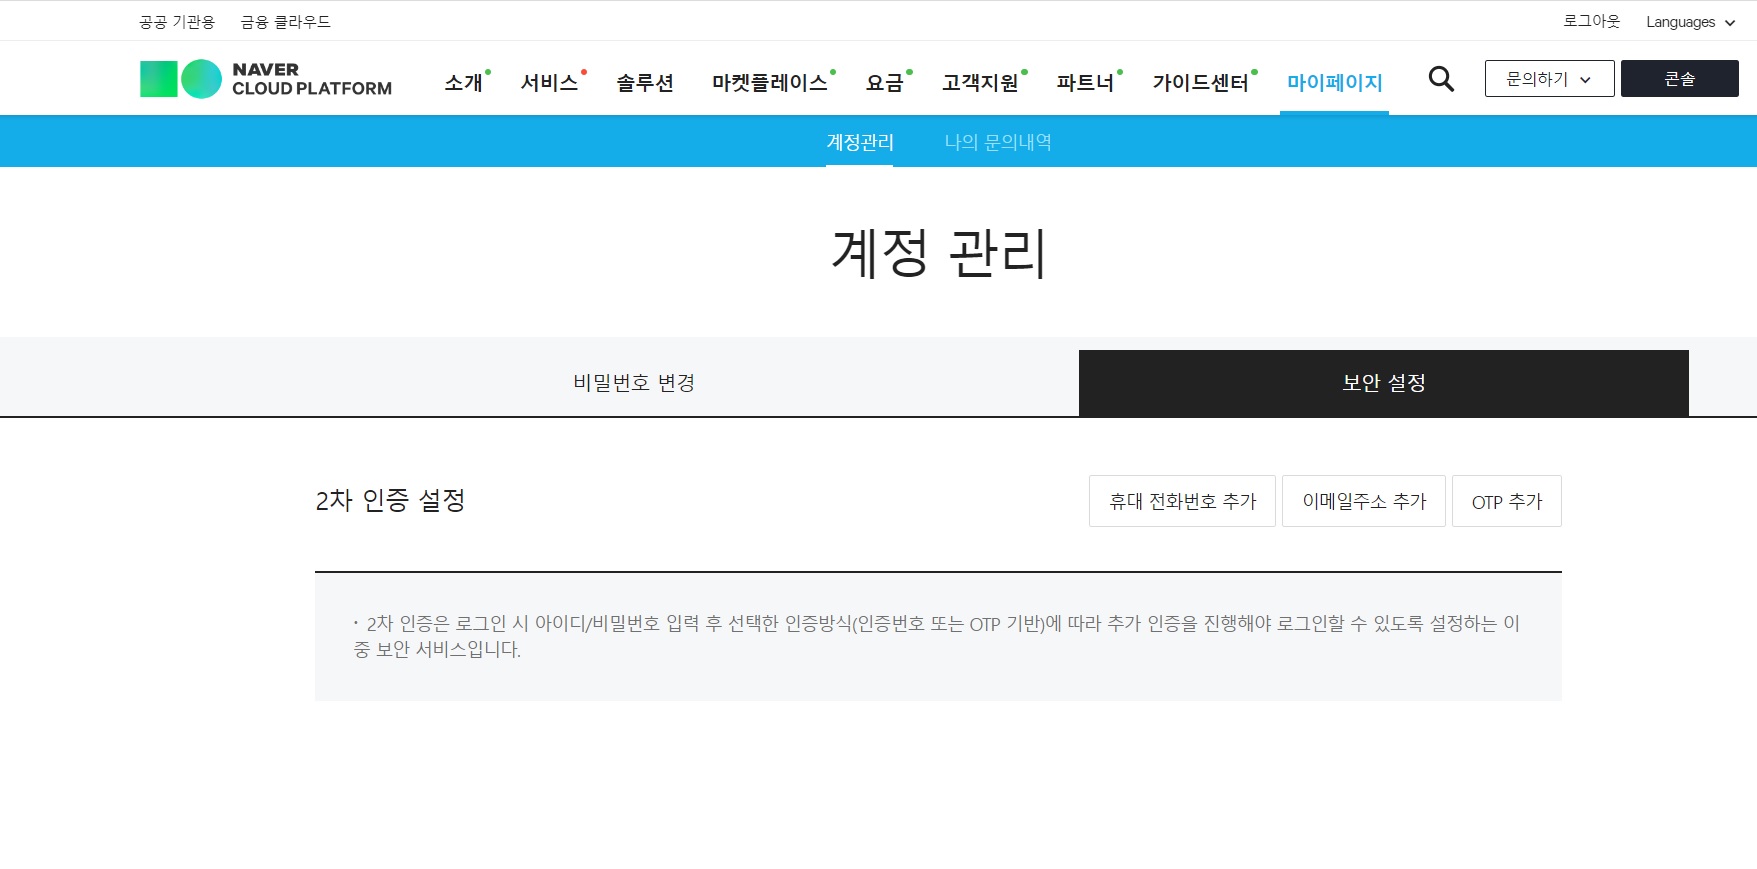 공공 기관용 금융 클라우드 로그아웃 Languages
NAVER
CLOUD PLATFORM
소개 서비스 솔루션 마켓플레이스 요금 고객지원 파트너 가이드센터 마이페이지 문의하기 콘솔
계정관리 나의 문의내역
계정 관리
비밀번호 변경 보안 설정
2차 인증 설정 휴대 전화번호 추가 이메일주소 추가 OTP 추가
· 2차 인증은 로그인 시 아이디/비밀번호 입력 후 선택한 인증방식(인증번호 또는 OTP 기반)에 따라 추가 인증을 진행해야 로그인할 수 있도록 설정하는 이
중 보안 서비스입니다.